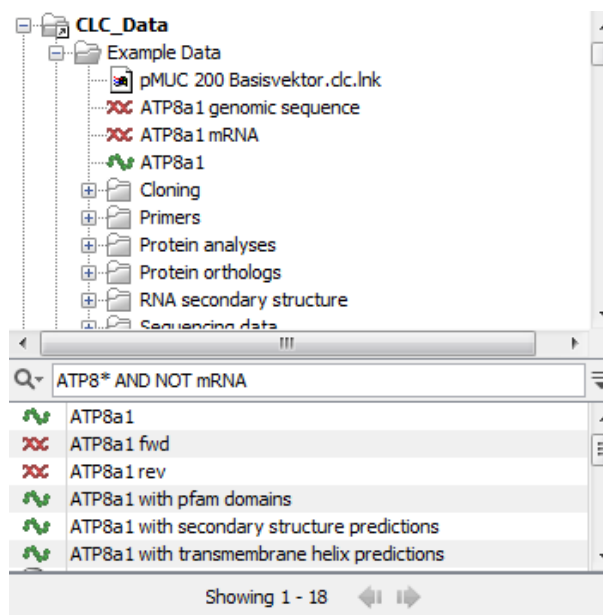 CLC_Data
Example Data
pMUC 200 Basisvektor.clc.lnk
ATP8a1 genomic sequence
ATP8a1 mRNA
ATP8a1
Cloning
Primers
Protein analyses
Protein orthologs
RNA secondary structure
Sequencing data
ATP8* AND NOT mRNA
ATP8a1
ATP8a1 fwd
ATP8a1 rev
ATP8a1 with pfam domains
ATP8a1 with secondary structure predictions
ATP8a1 with transmembrane helix predictions
Showing 1 - 18